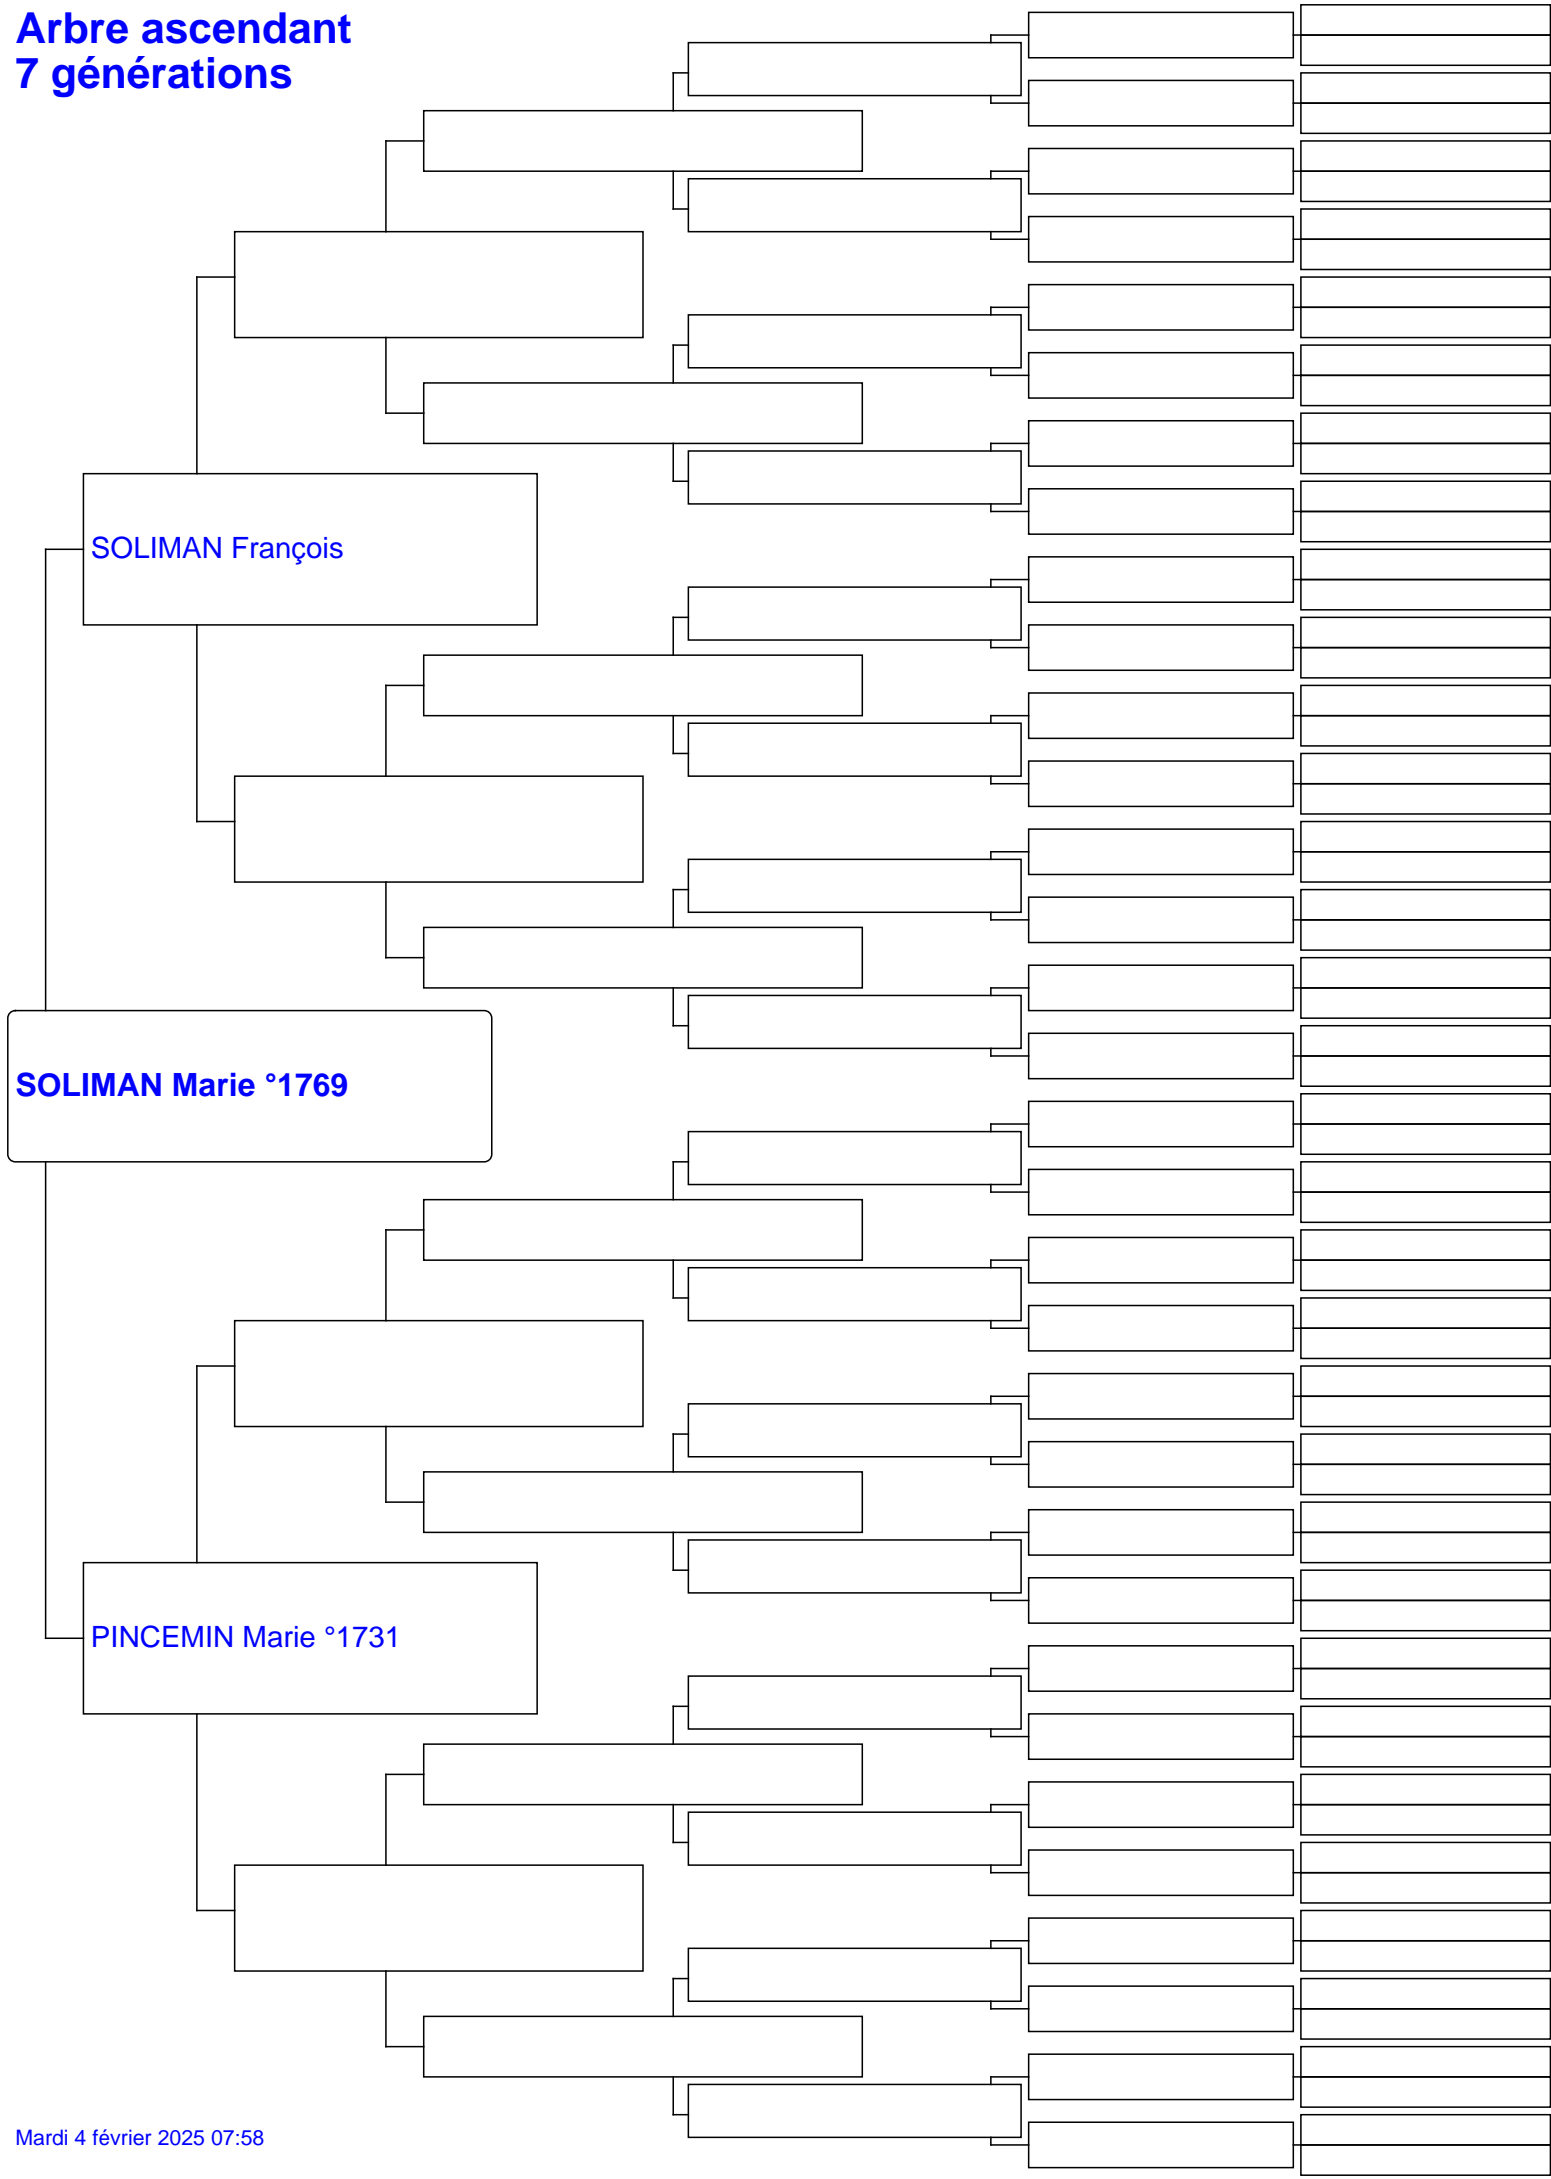 Arbre ascendant
7 générations
SOLIMAN François
SOLIMAN Marie °1769
PINCEMIN Marie °1731
Mardi 4 février 2025 07:58